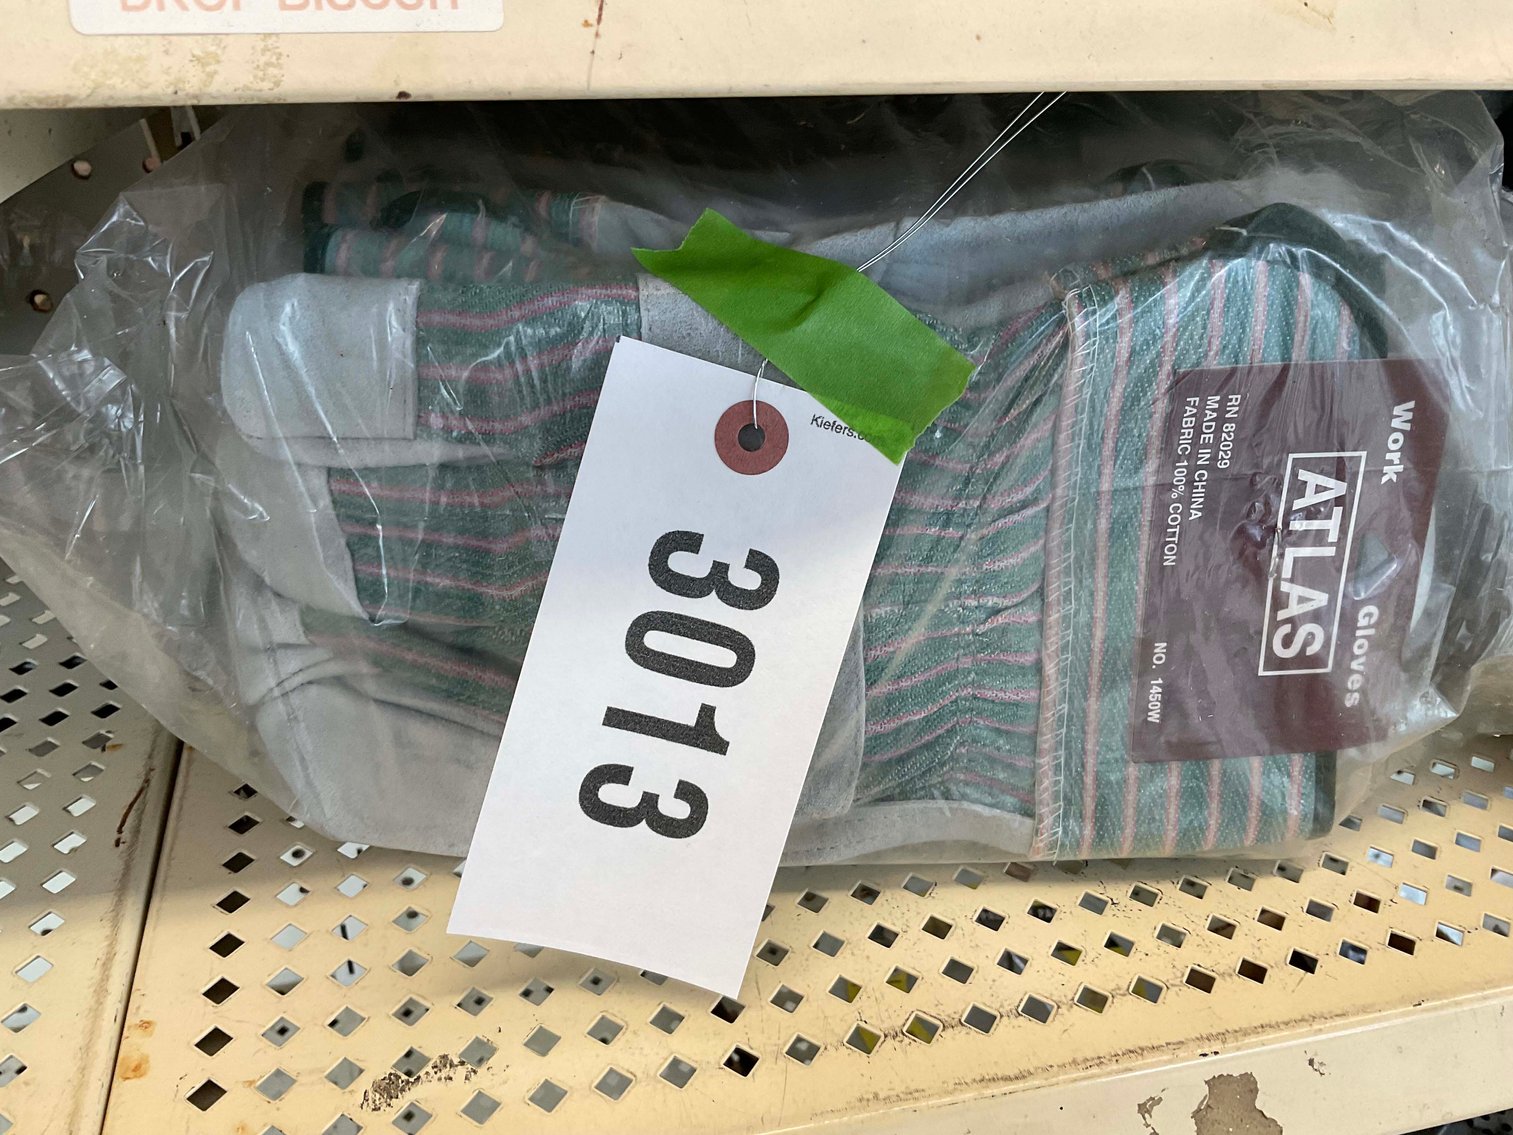 Kiefers.
3013
Work Gloves
ATLAS
RN 82029
MADE IN CHINA
FABRIC 100% COTTON
NO. 1450W